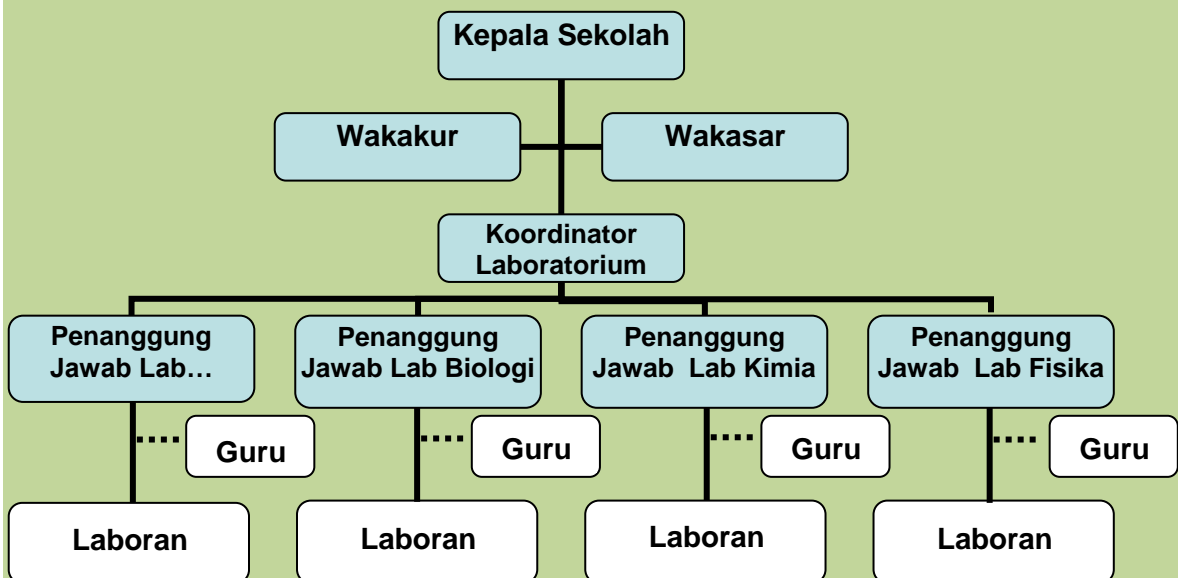 Kepala Sekolah
Wakakur
Wakasar
Koordinator
Laboratorium
Penanggung
Jawab Lab…
Penanggung
Jawab Lab Biologi
Penanggung
Jawab Lab Kimia
Penanggung
Jawab Lab Fisika
Guru
Guru
Guru
Guru
Laboran
Laboran
Laboran
Laboran